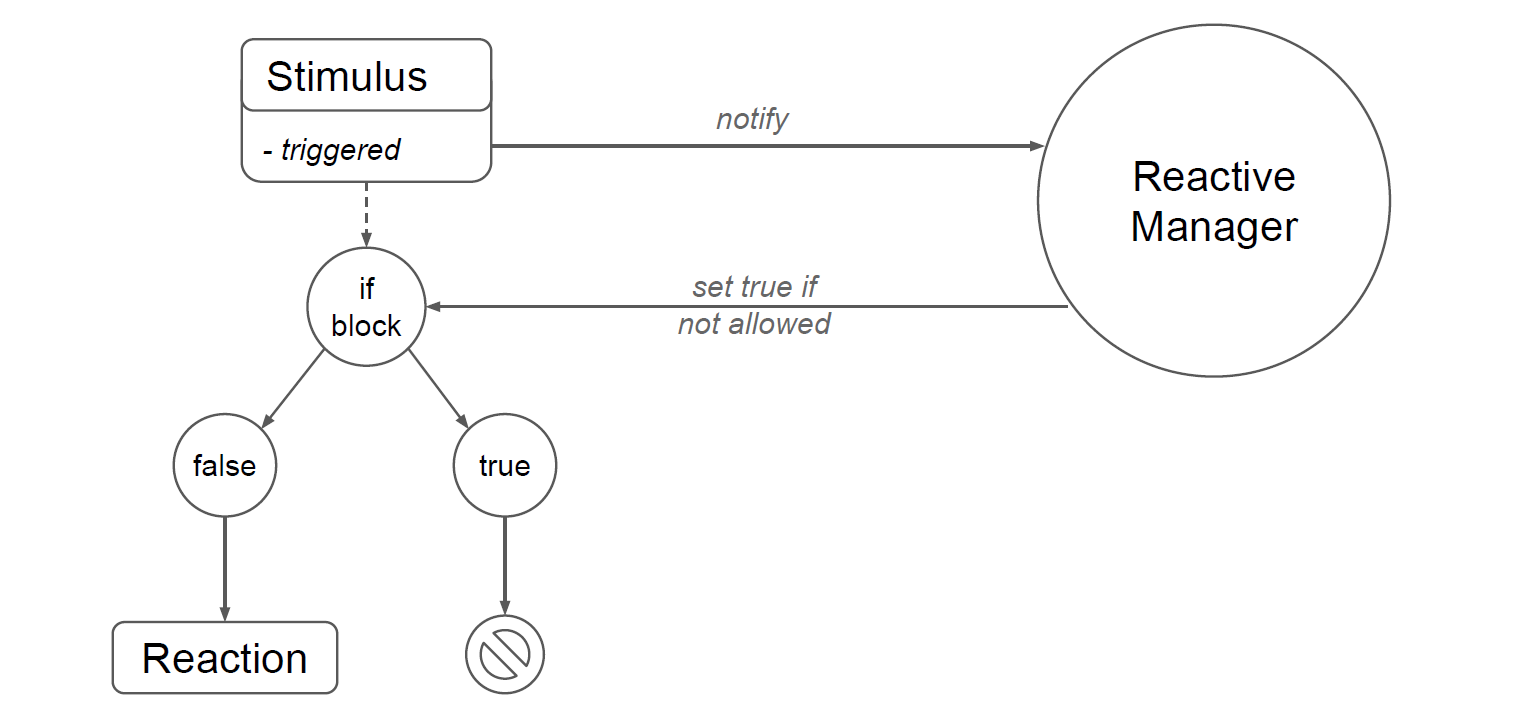 Stimulus
- triggered
notify
Reactive
Manager
if
block
set true if
not allowed
false
true
Reaction